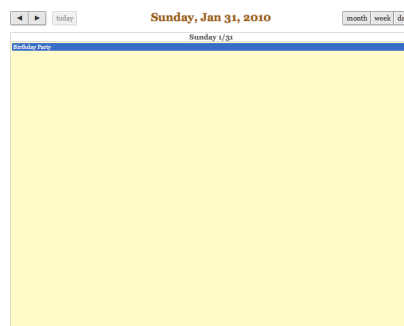 ◄ ► today Sunday, Jan 31, 2010 month week
Sunday 1/31
Birthday Party